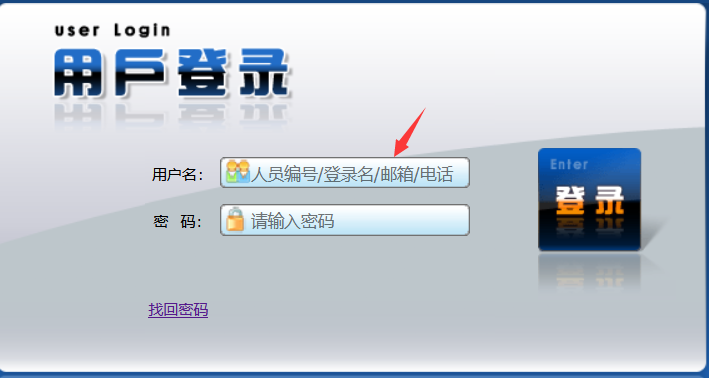 user Login
用戶登录
用户名：
人员编号/登录名/邮箱/电话
Enter
登录
密 码：
请输入密码
找回密码